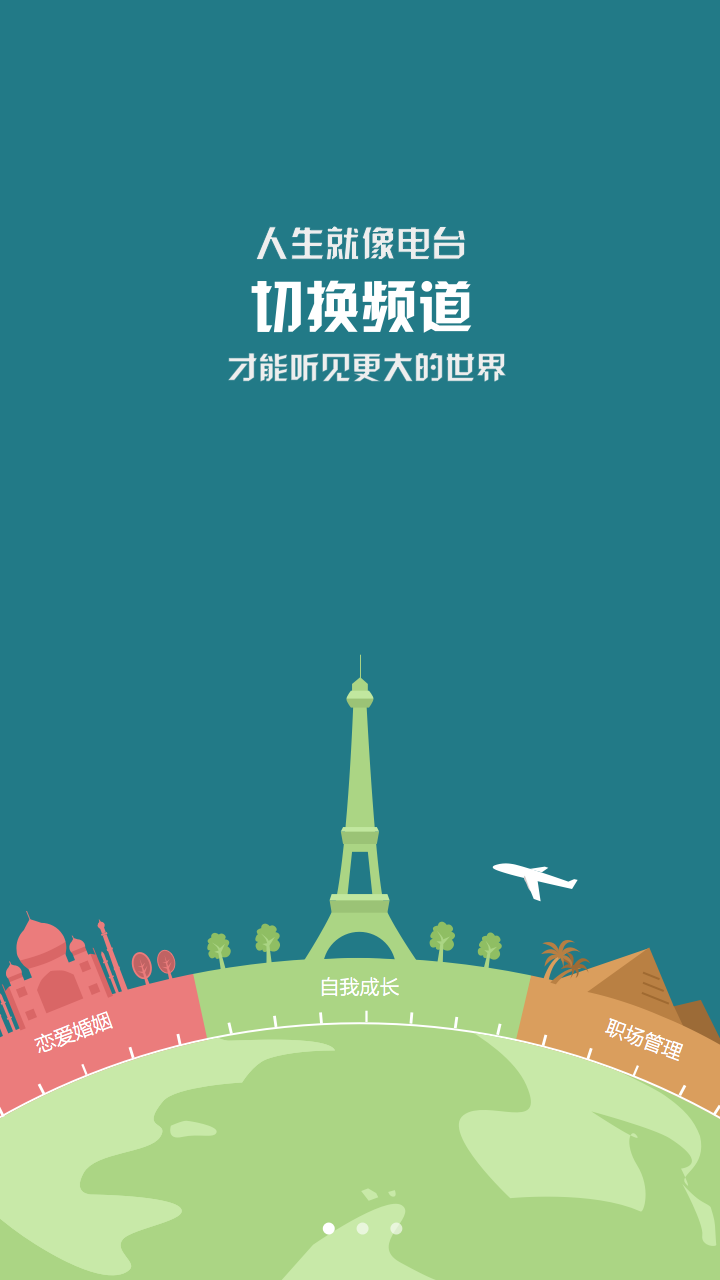 人生就像电台
切换频道
才能听见更大的世界
自我成长
恋爱婚姻
职场管理